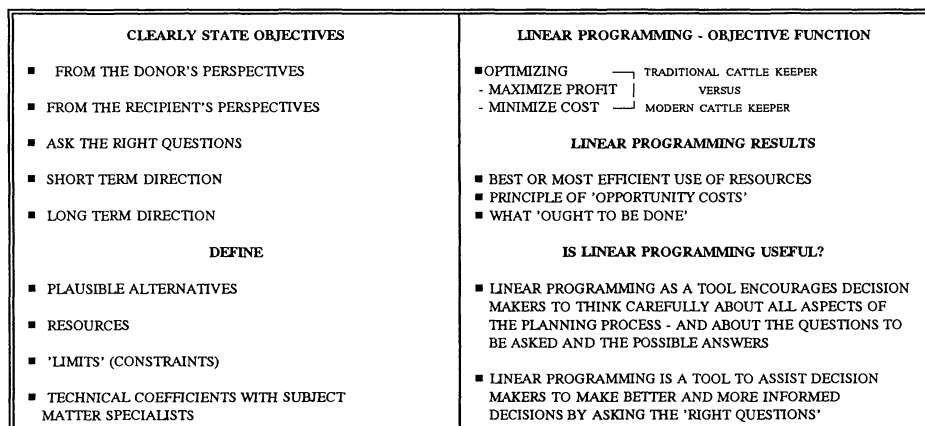 CLEARLY STATE OBJECTIVES
■ FROM THE DONOR'S PERSPECTIVES
■ FROM THE RECIPIENT'S PERSPECTIVES
■ ASK THE RIGHT QUESTIONS
■ SHORT TERM DIRECTION
■ LONG TERM DIRECTION
DEFINE
■ PLAUSIBLE ALTERNATIVES
■ RESOURCES
■ 'LIMITS' (CONSTRAINTS)
■ TECHNICAL COEFFICIENTS WITH SUBJECT
MATTER SPECIALISTS
LINEAR PROGRAMMING - OBJECTIVE FUNCTION
■OPTIMIZING TRADITIONAL CATTLE KEEPER
- MAXIMIZE PROFIT VERSUS
- MINIMIZE COST MODERN CATTLE KEEPER
LINEAR PROGRAMMING RESULTS
■ BEST OR MOST EFFICIENT USE OF RESOURCES
■ PRINCIPLE OF 'OPPORTUNITY COSTS'
■ WHAT 'OUGHT TO BE DONE'
IS LINEAR PROGRAMMING USEFUL?
■ LINEAR PROGRAMMING AS A TOOL ENCOURAGES DECISION
MAKERS TO THINK CAREFULLY ABOUT ALL ASPECTS OF
THE PLANNING PROCESS - AND ABOUT THE QUESTIONS TO
BE ASKED AND THE POSSIBLE ANSWERS
■ LINEAR PROGRAMMING IS A TOOL TO ASSIST DECISION
MAKERS TO MAKE BETTER AND MORE INFORMED
DECISIONS BY ASKING THE 'RIGHT QUESTIONS'